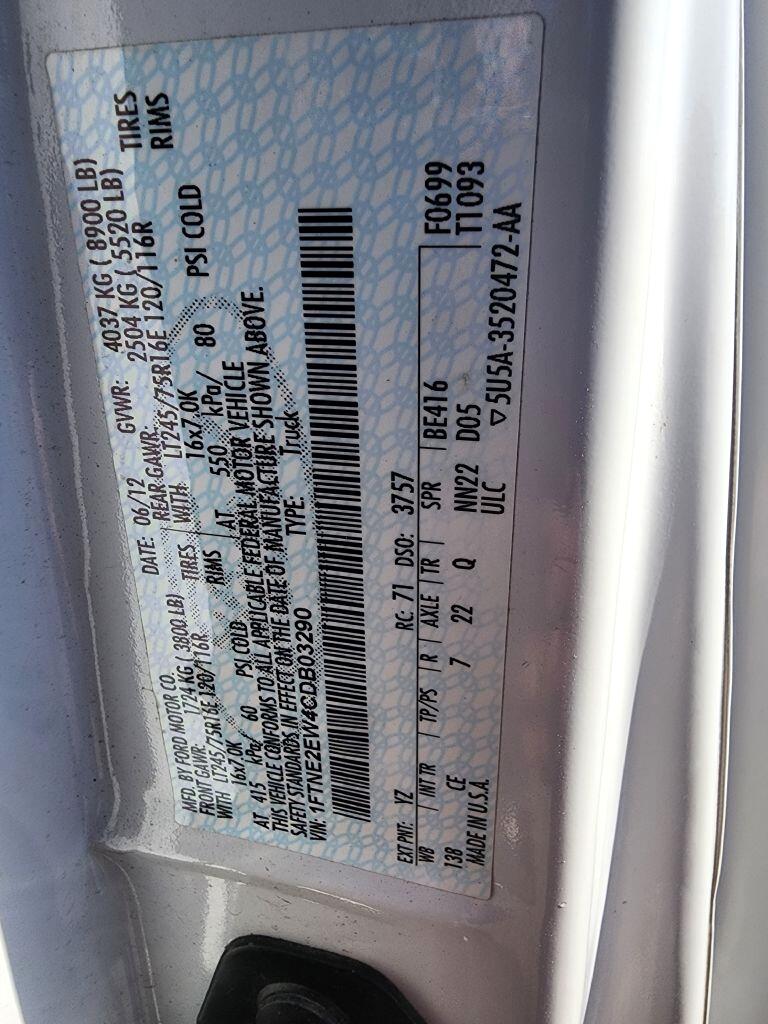 MFD. BY FORD MOTOR CO. DATE: 06/12 GVWR: 4037 KG ( 8900 LB)
FRONT GAWR: 1724 KG ( 3800 LB) REAR GAWR: 2504 KG ( 5520 LB)
WITH LT245/75R16E 120/116R TIRES WITH LT245/75R16E 120/116R TIRES
16x7.0K RIMS 16x7.0K RIMS
AT 415 kPa/ 60 PSI COLD AT 550 kPa/ 80 PSI COLD
THIS VEHICLE CONFORMS TO ALL APPLICABLE FEDERAL MOTOR VEHICLE
SAFETY STANDARDS IN EFFECT ON THE DATE OF MANUFACTURE SHOWN ABOVE.
VIN: 1FTNE2EW4CDB03290 TYPE: Truck
EXT PNT: YZ RC: 71 DSO: 3757 F0699
WB INT TR TP/PS R AXLE TR SPR BE416 T1093
138 CE 7 22 Q NN22 D05
MADE IN U.S.A. ULC ▽5U5A-3520472-AA